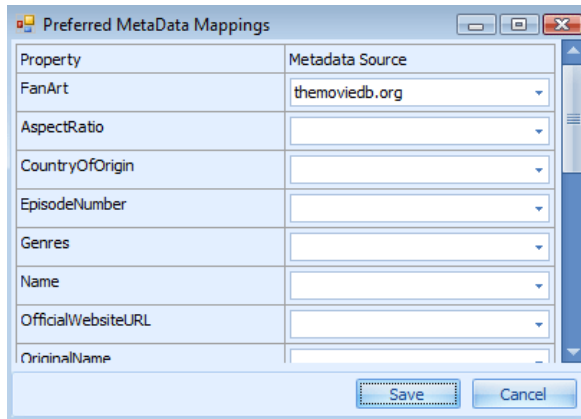 Preferred MetaData Mappings
Property Metadata Source
FanArt themoviedb.org
AspectRatio
CountryOfOrigin
EpisodeNumber
Genres
Name
OfficialWebsiteURL
OriginalName
Save Cancel